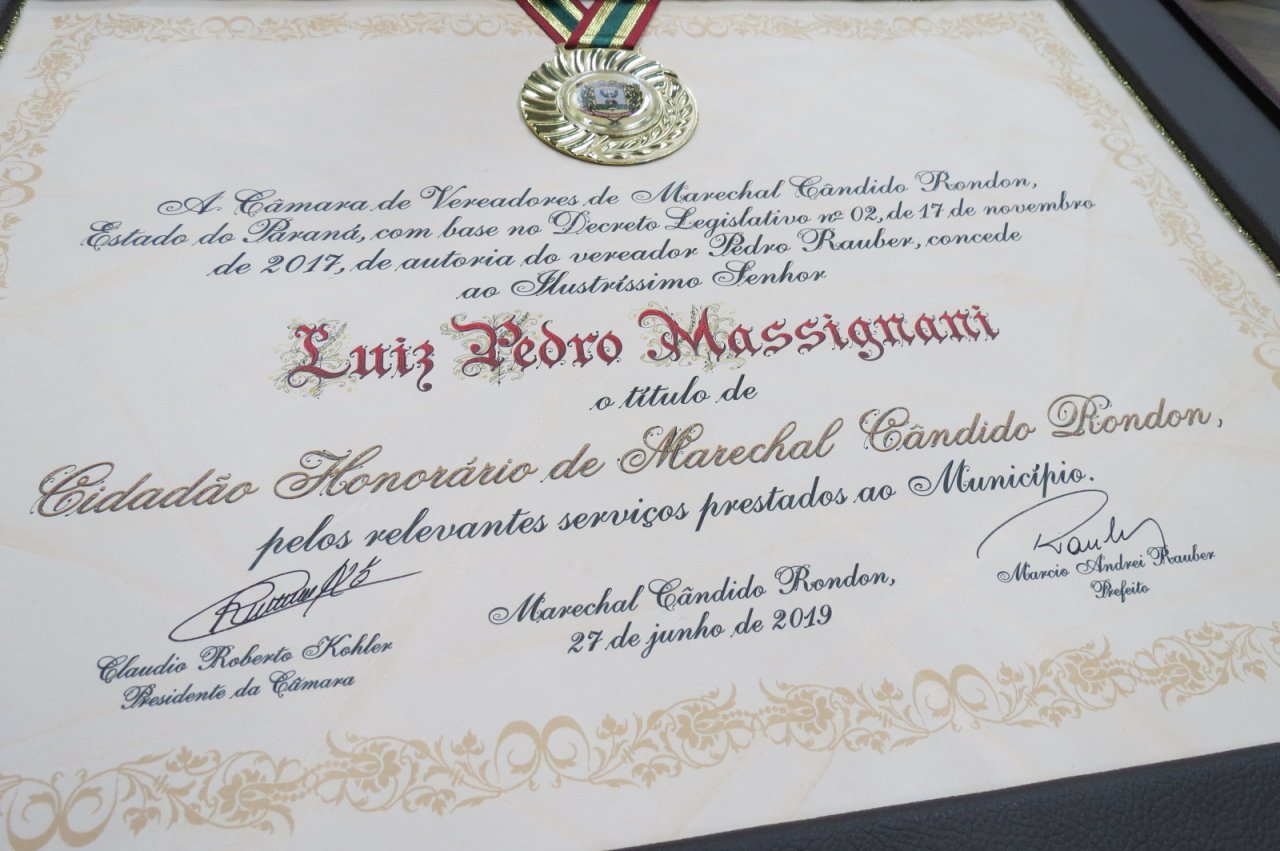 A Câmara de Vereadores de Marechal Cândido Rondon,
Estado do Paraná, com base no Decreto Legislativo nº 02, de 17 de novembro
de 2017, de autoria do vereador Pedro Rauber, concede
ao Ilustríssimo Senhor
Luiz Pedro Massignani
o título de
Cidadão Honorário de Marechal Cândido Rondon,
pelos relevantes serviços prestados ao Município.
Marechal Cândido Rondon,
27 de junho de 2019
Claudio Roberto Kohler
Presidente da Câmara
Rauber
Marcio Andrei Rauber
Prefeito